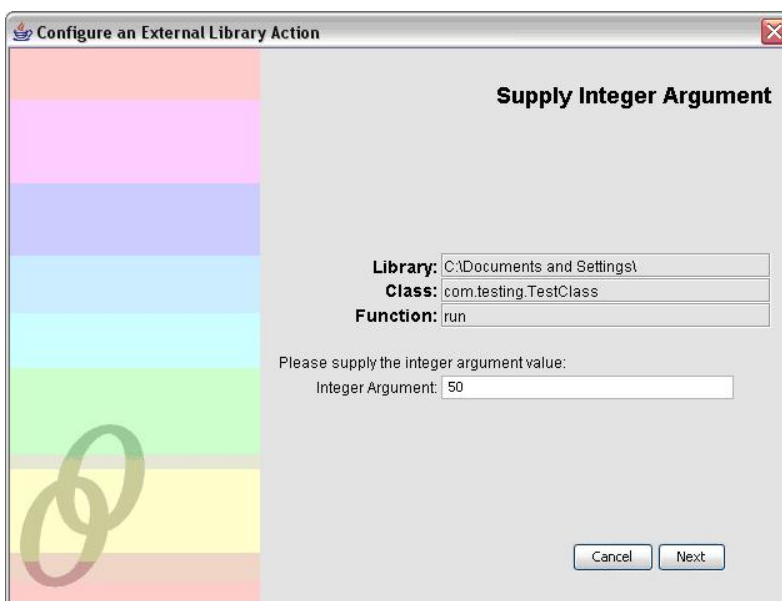 Configure an External Library Action
Supply Integer Argument
Library: C:\Documents and Settings\
Class: com.testing.TestClass
Function: run
Please supply the integer argument value:
Integer Argument: 50
Cancel Next